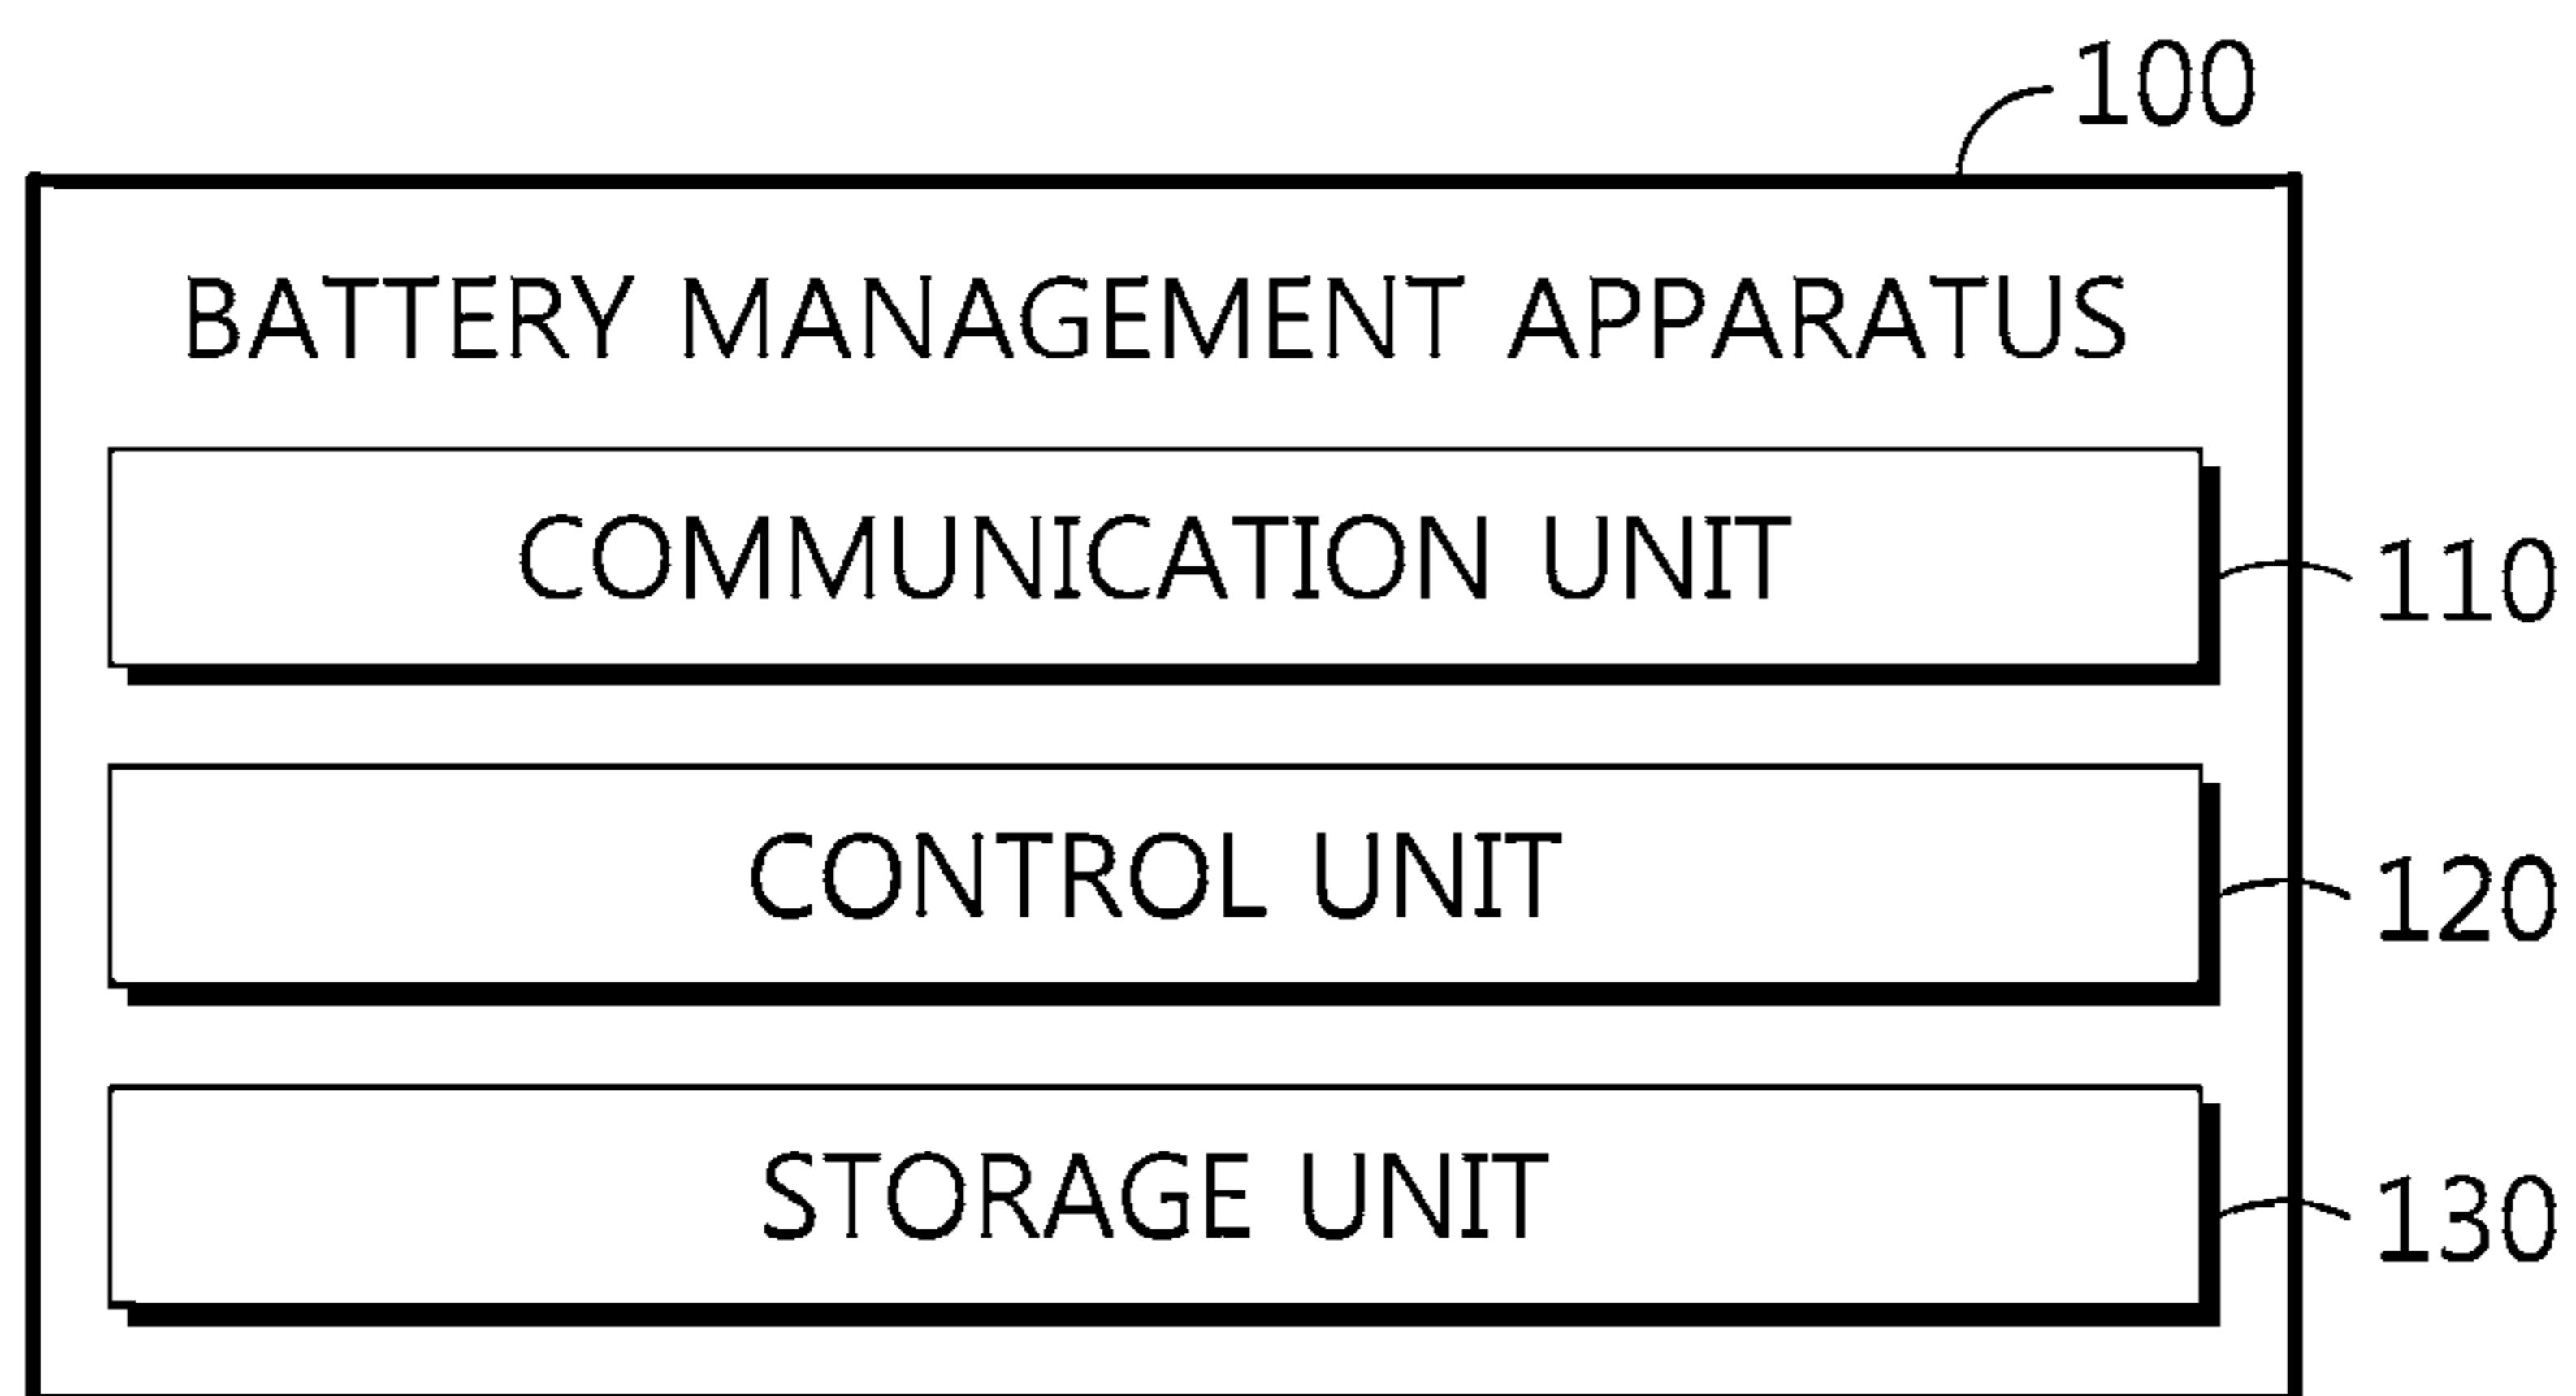 100
BATTERY MANAGEMENT APPARATUS
COMMUNICATION UNIT
110
CONTROL UNIT
120
STORAGE UNIT
130